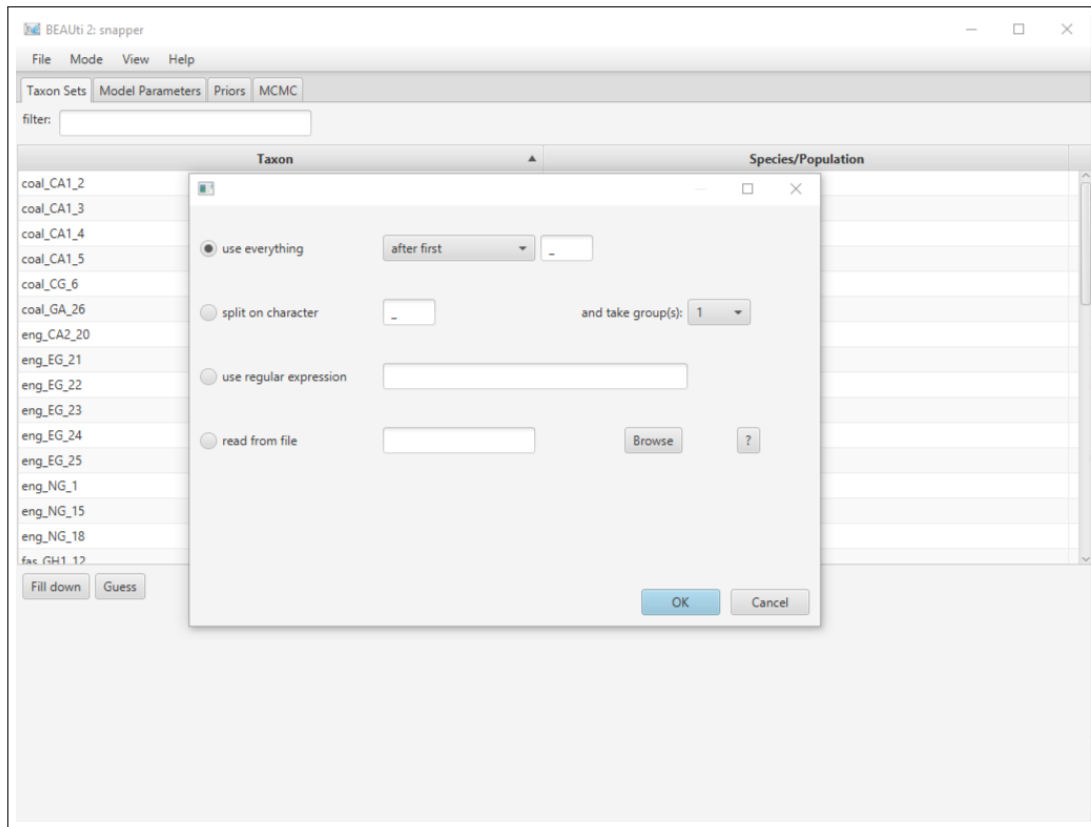 BEAUti 2: snapper
File Mode View Help
Taxon Sets Model Parameters Priors MCMC
filter:
Taxon Species/Population
coal_CA1_2
coal_CA1_3
coal_CA1_4
coal_CA1_5
coal_CG_6
coal_GA_26
eng_CA2_20
eng_EG_21
eng_EG_22
eng_EG_23
eng_EG_24
eng_EG_25
eng_NG_1
eng_NG_15
eng_NG_18
fas_GH1_12
Fill down Guess
use everything after first _
split on character _ and take group(s): 1
use regular expression
read from file Browse ?
OK Cancel